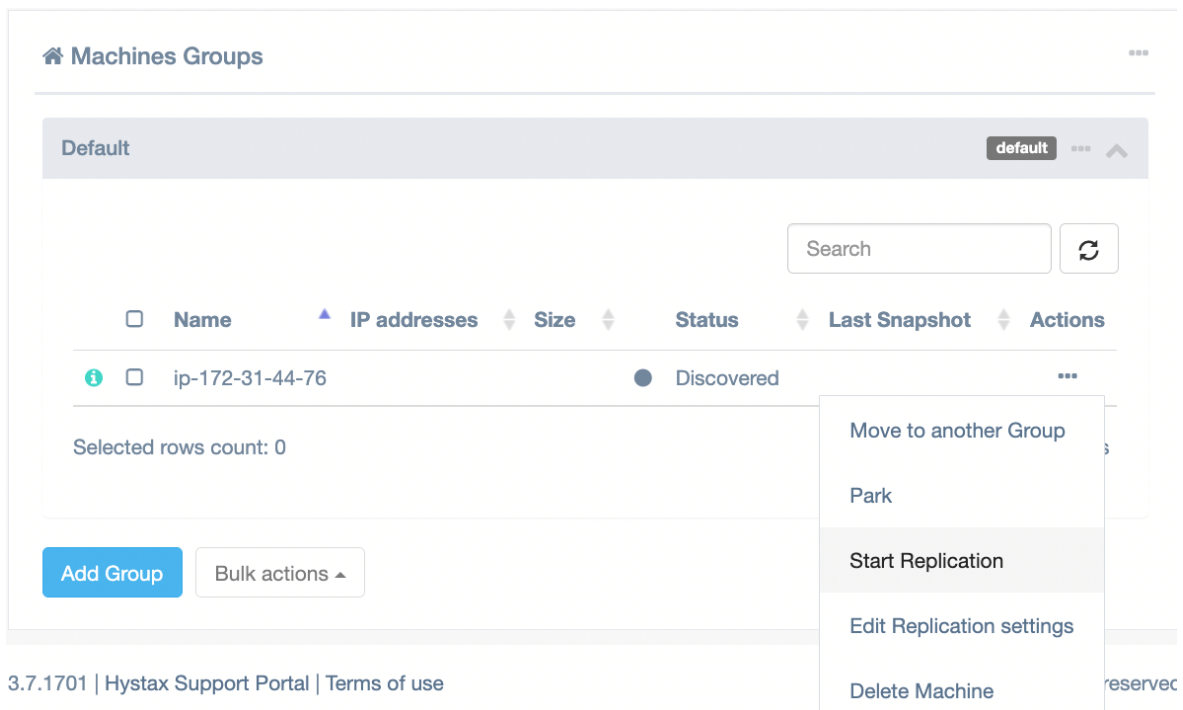 Machines Groups
Default
default
Search
Name IP addresses Size Status Last Snapshot Actions
ip-172-31-44-76 Discovered
Selected rows count: 0
Move to another Group
Park
Start Replication
Edit Replication settings
Delete Machine
Add Group Bulk actions
3.7.1701 | Hystax Support Portal | Terms of use
reserved